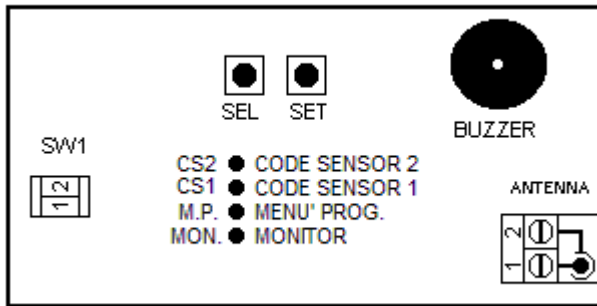 SEL SET
BUZZER
SW1
1 2
CS2 CODE SENSOR 2
CS1 CODE SENSOR 1
M.P. MENU' PROG.
MON. MONITOR
ANTENNA
2
1